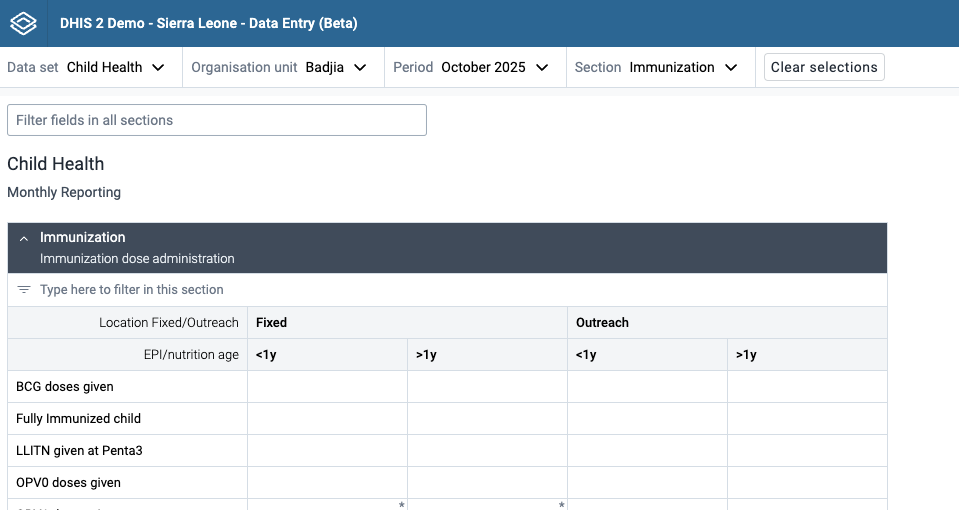 DHIS 2 Demo - Sierra Leone - Data Entry (Beta)
Data set Child Health Organisation unit Badjia Period October 2025 Section Immunization Clear selections
Filter fields in all sections
Child Health
Monthly Reporting
Immunization
Immunization dose administration
Type here to filter in this section
Location Fixed/Outreach Fixed Outreach
EPI/nutrition age <1y >1y <1y >1y
BCG doses given
Fully Immunized child
LLITN given at Penta3
OPV0 doses given
* *